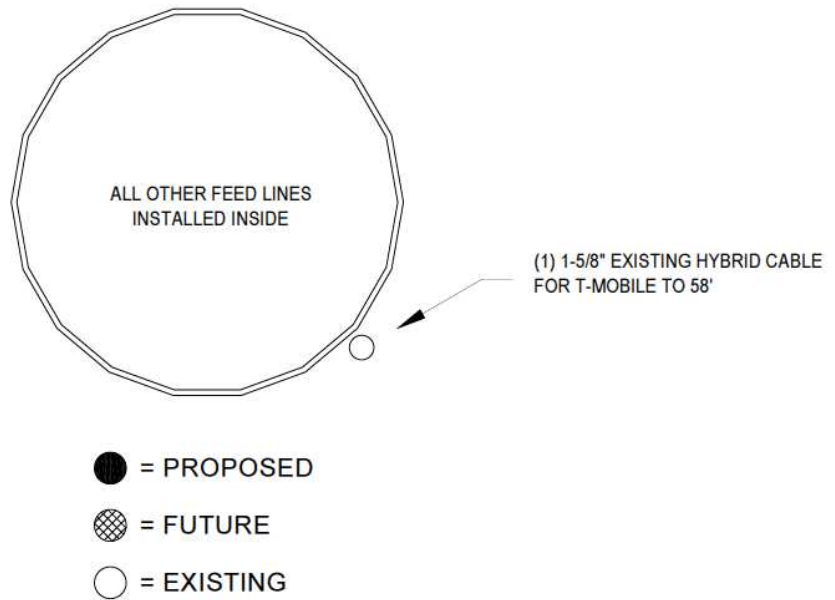 ALL OTHER FEED LINES
INSTALLED INSIDE
(1) 1-5/8" EXISTING HYBRID CABLE
FOR T-MOBILE TO 58'
= PROPOSED
= FUTURE
= EXISTING